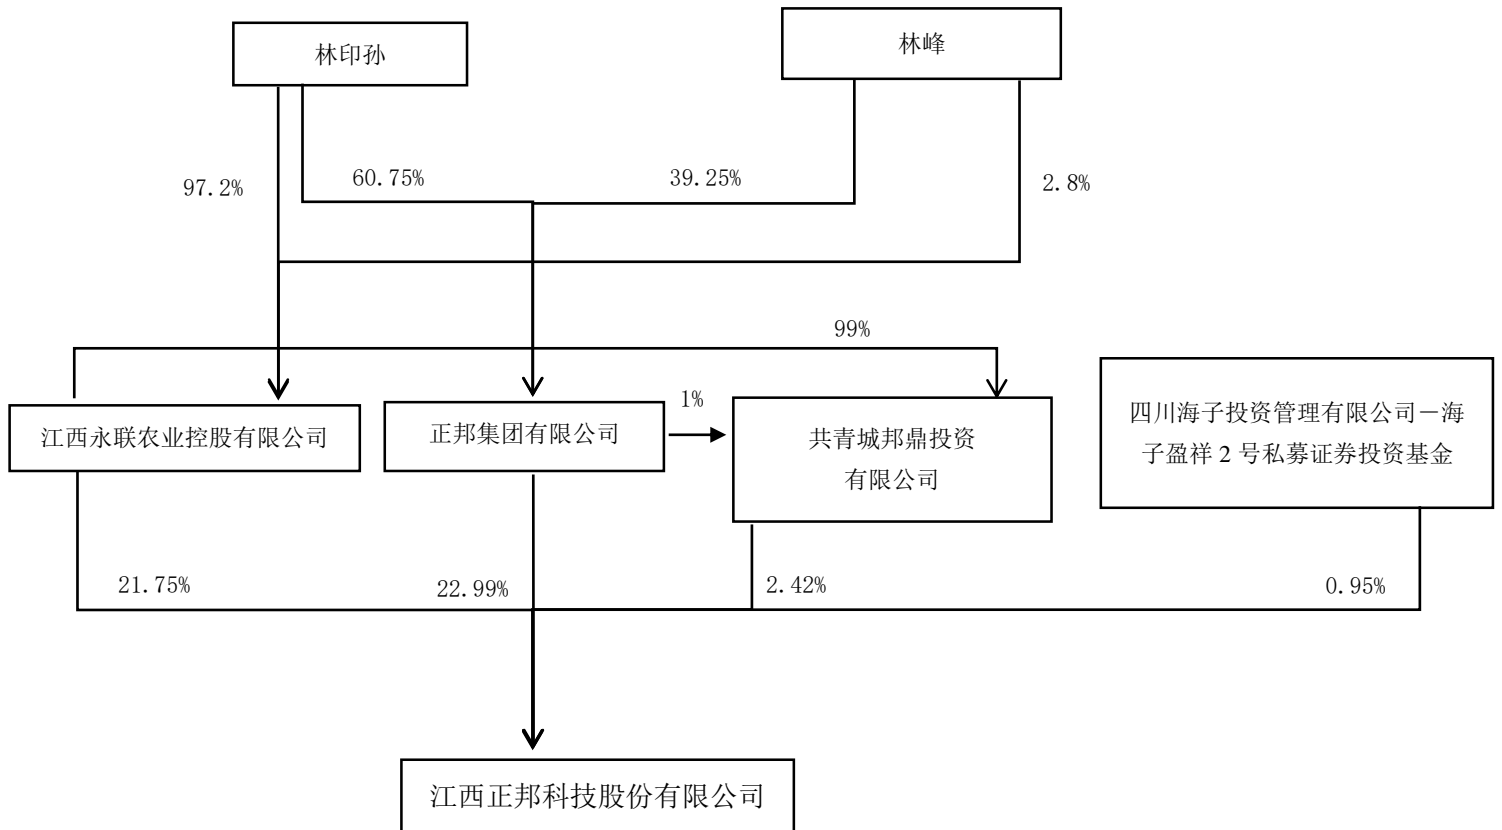 林印孙
林峰
97.2%
60.75%
39.25%
2.8%
99%
江西永联农业控股有限公司
正邦集团有限公司
1%
共青城邦鼎投资
有限公司
四川海子投资管理有限公司－海
子盈祥 2 号私募证券投资基金
21.75%
22.99%
2.42%
0.95%
江西正邦科技股份有限公司